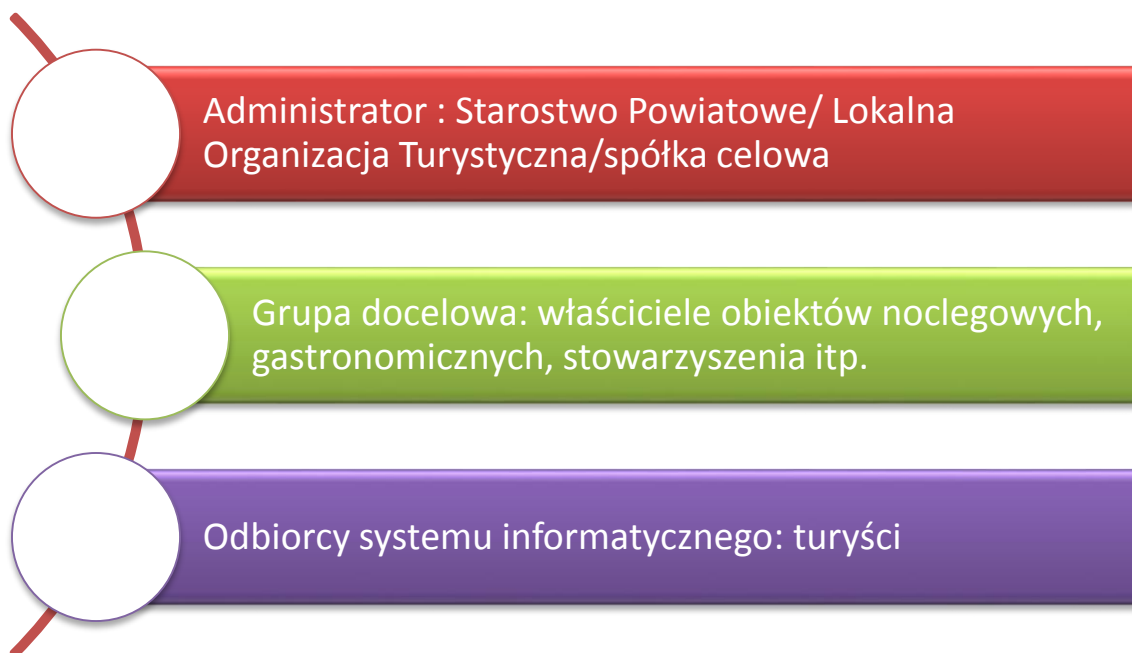 Administrator : Starostwo Powiatowe/ Lokalna
Organizacja Turystyczna/spółka celowa
Grupa docelowa: właściciele obiektów noclegowych,
gastronomicznych, stowarzyszenia itp.
Odbiorcy systemu informatycznego: turyści